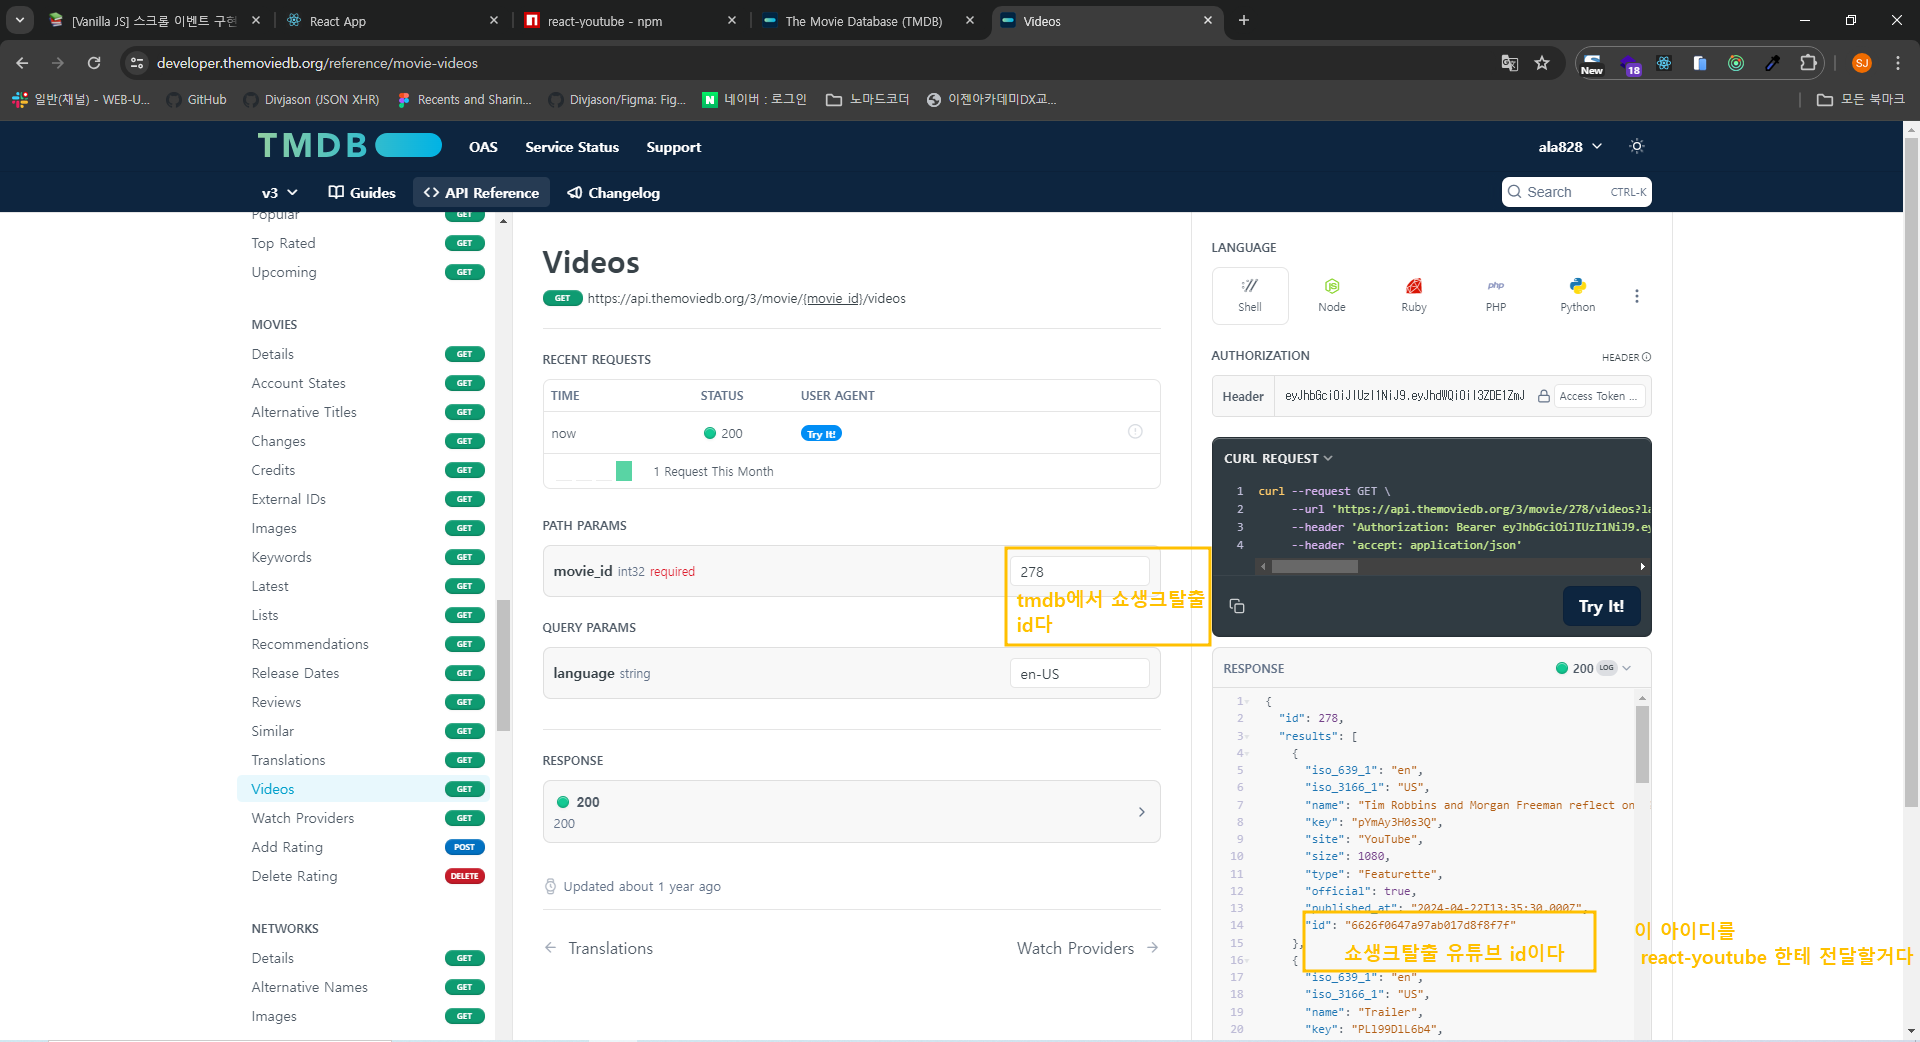 [Vanilla JS] 스크롤 이벤트 구현
React App
react-youtube - npm
The Movie Database (TMDB)
Videos
developer.themoviedb.org/reference/movie-videos
New
18
SJ
일반(채널) - WEB-U...
GitHub
Divjason (JSON XHR)
Recents and Sharin...
Divjason/Figma: Fig...
네이버 : 로그인
노마드코더
이젠아카데미DX교...
모든 북마크
TMDB
OAS
Service Status
Support
ala828
v3
Guides
<> API Reference
Changelog
Search
CTRL-K
Popular GET
Top Rated GET
Upcoming GET
MOVIES
Details GET
Account States GET
Alternative Titles GET
Changes GET
Credits GET
External IDs GET
Images GET
Keywords GET
Latest GET
Lists GET
Recommendations GET
Release Dates GET
Reviews GET
Similar GET
Translations GET
Videos GET
Watch Providers GET
Add Rating POST
Delete Rating DELETE
NETWORKS
Details GET
Alternative Names GET
Images GET
Videos
GET https://api.themoviedb.org/3/movie/{movie_id}/videos
RECENT REQUESTS
TIME STATUS USER AGENT
now 200 Try It!
1 Request This Month
PATH PARAMS
movie_id int32 required
278
tmdb에서 쇼생크탈출
id다
QUERY PARAMS
language string
en-US
RESPONSE
200
200
Updated about 1 year ago
Translations
Watch Providers
LANGUAGE
Shell
Node
Ruby
php
PHP
Python
AUTHORIZATION
HEADER
Header
eyJhbGciOiJIUzI1NiJ9.eyJhdWQiOiI3ZDE1ZmJ
Access Token ...
CURL REQUEST
1 curl --request GET \
2 --url 'https://api.themoviedb.org/3/movie/278/videos?la
3 --header 'Authorization: Bearer eyJhbGciOiJIUzI1NiJ9.ey
4 --header 'accept: application/json'
Try It!
RESPONSE
200 LOG
1 {
2 "id": 278,
3 "results": [
4 {
5 "iso_639_1": "en",
6 "iso_3166_1": "US",
7 "name": "Tim Robbins and Morgan Freeman reflect on
8 "key": "pYmAy3H0s3Q",
9 "site": "YouTube",
10 "size": 1080,
11 "type": "Featurette",
12 "official": true,
13 "published_at": "2024-04-22T13:35:30.000Z",
14 "id": "6626f0647a97ab017d8f8f7f"
15 },
쇼생크탈출 유튜브 id이다
이 아이디를
react-youtube 한테 전달할거다
16 {
17 "iso_639_1": "en",
18 "iso_3166_1": "US",
19 "name": "Trailer",
20 "key": "PLl99DlL6b4",